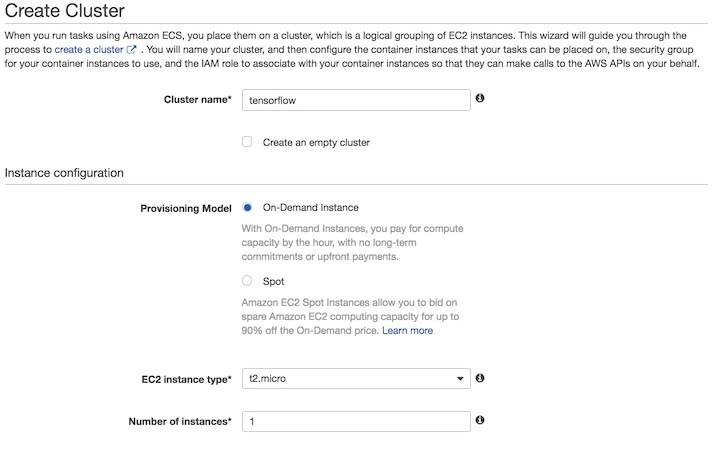 Create Cluster
When you run tasks using Amazon ECS, you place them on a cluster, which is a logical grouping of EC2 instances. This wizard will guide you through the
process to create a cluster . You will name your cluster, and then configure the container instances that your tasks can be placed on, the security group
for your container instances to use, and the IAM role to associate with your container instances so that they can make calls to the AWS APIs on your behalf.
Cluster name* tensorflow
Create an empty cluster
Instance configuration
Provisioning Model On-Demand Instance
With On-Demand Instances, you pay for compute
capacity by the hour, with no long-term
commitments or upfront payments.
Spot
Amazon EC2 Spot Instances allow you to bid on
spare Amazon EC2 computing capacity for up to
90% off the On-Demand price. Learn more
EC2 instance type* t2.micro
Number of instances* 1